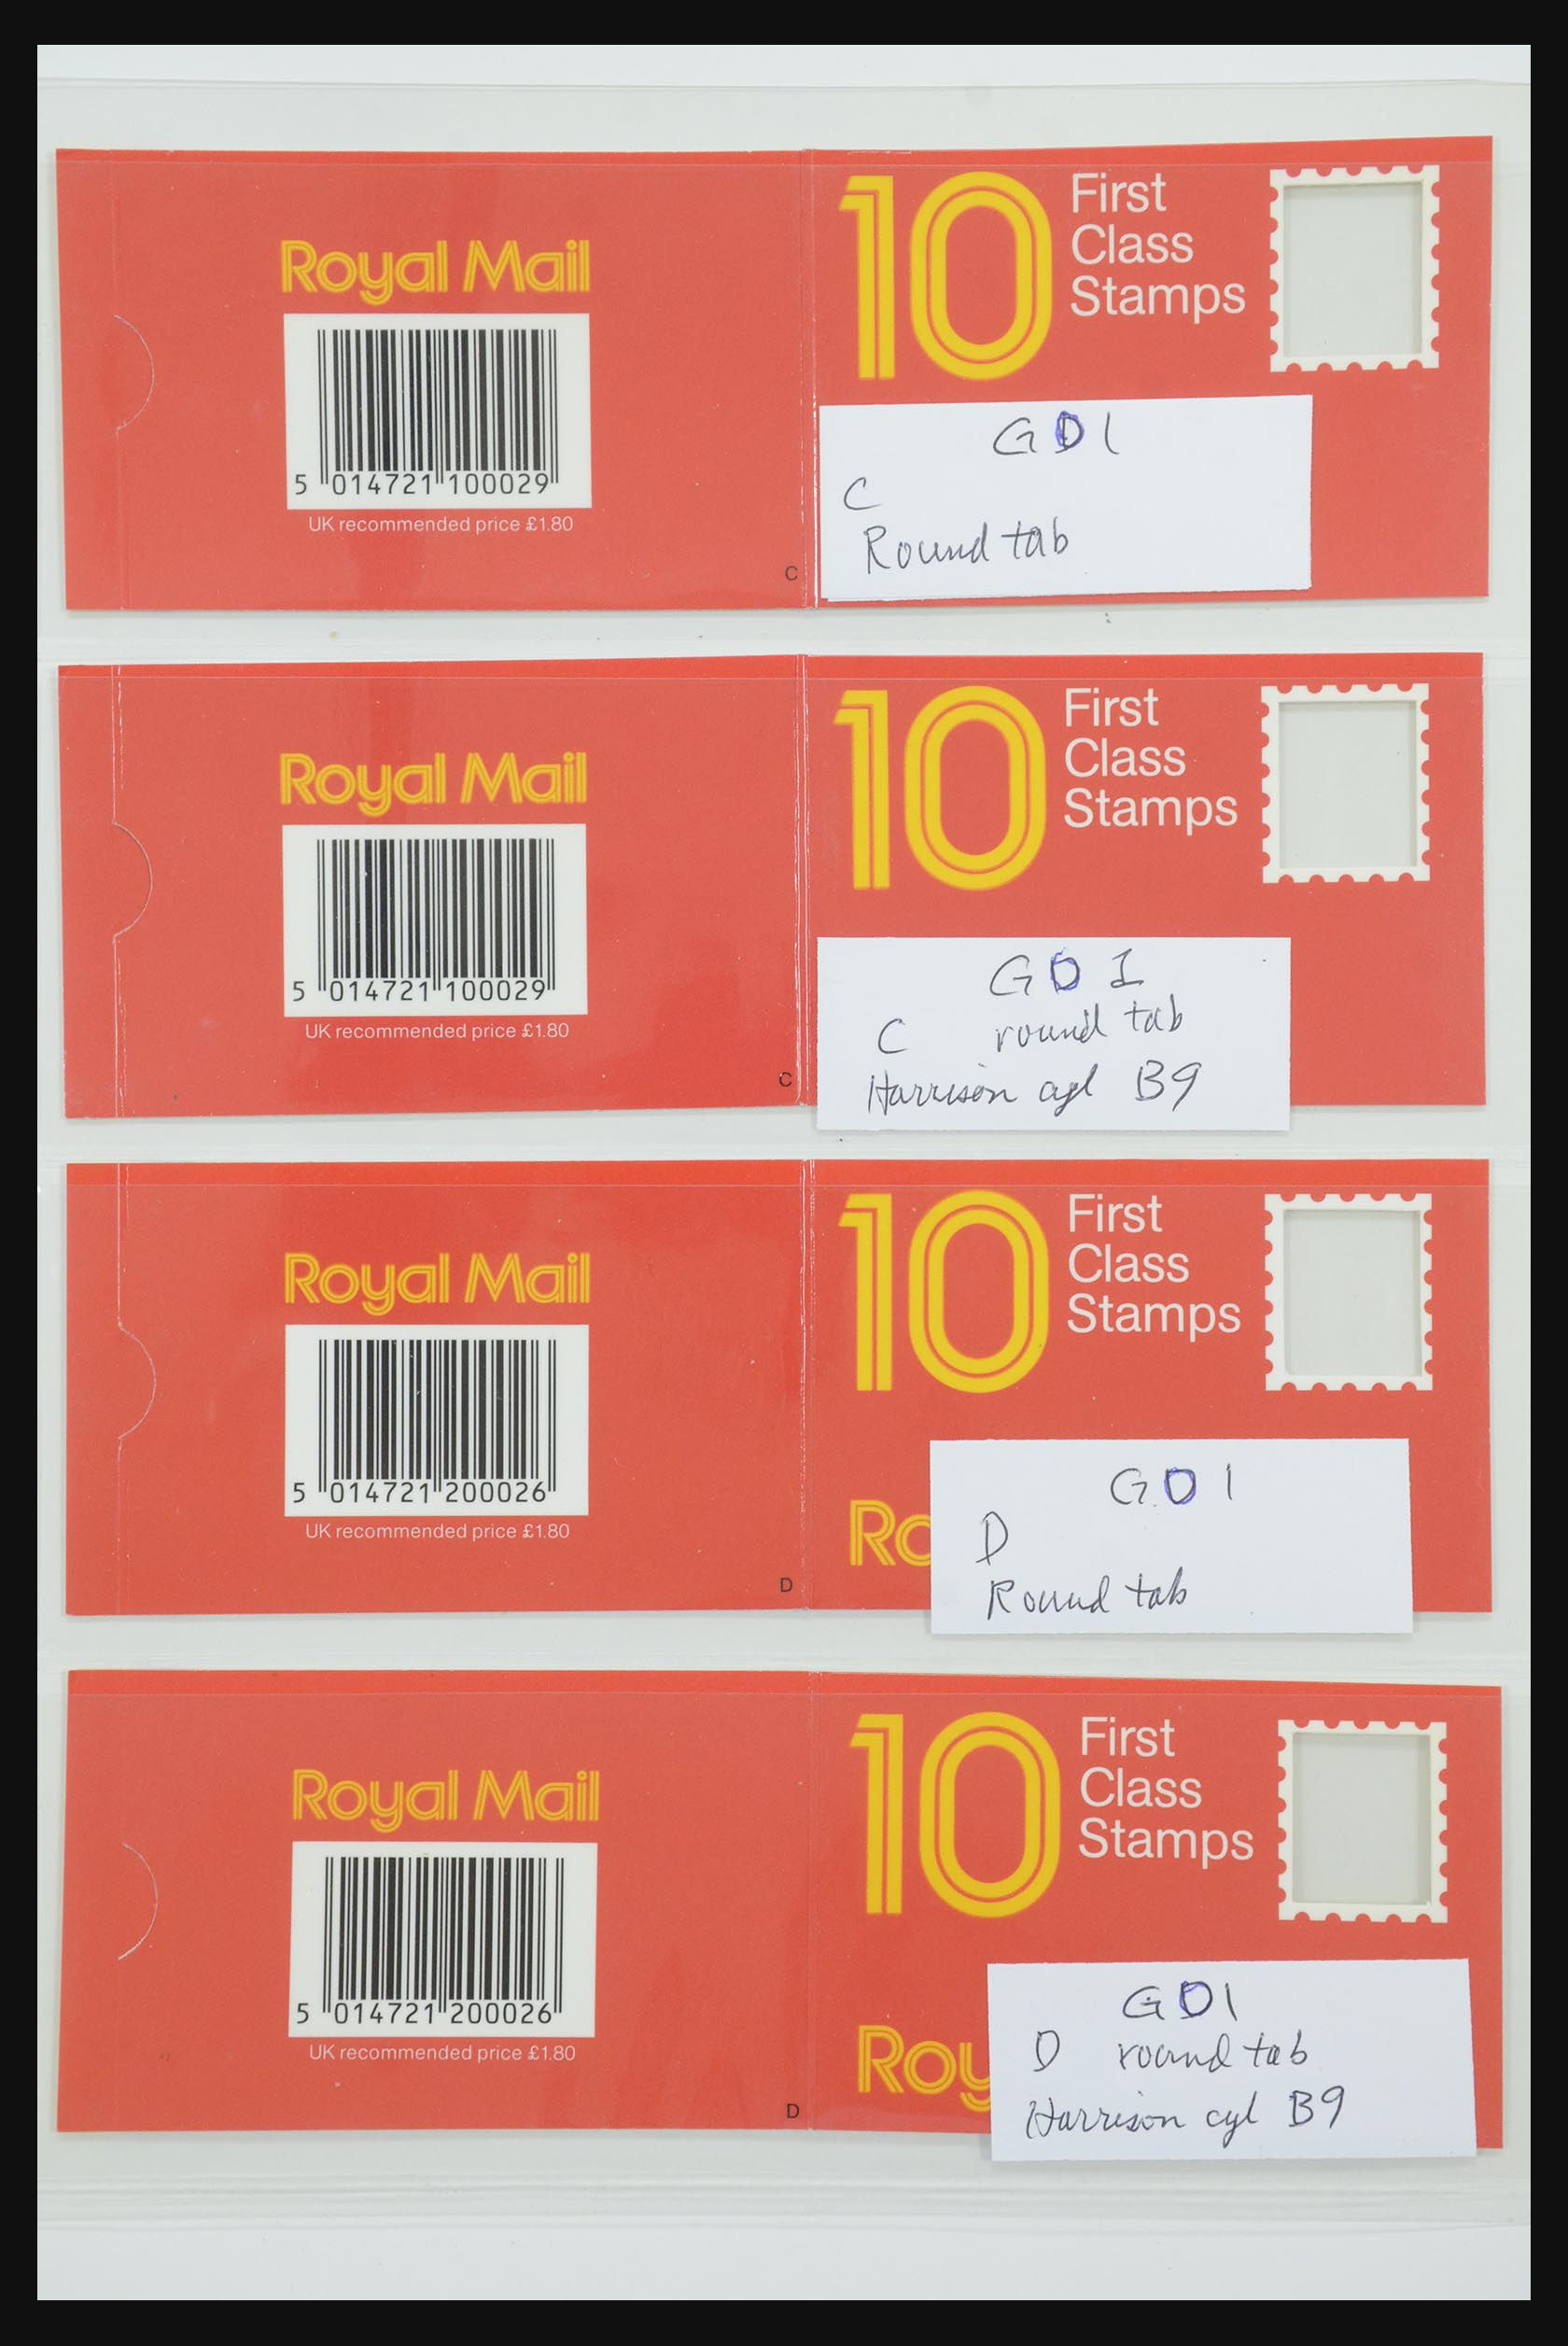 Royal Mail
5 014721 100029
UK recommended price £1.80
C
10 First
Class
Stamps
GD1
C
Round tab
Royal Mail
5 014721 100029
UK recommended price £1.80
C
10 First
Class
Stamps
GD1
C round tab
Harrison cyl B9
Royal Mail
5 014721 200026
UK recommended price £1.80
D
10 First
Class
Stamps
Ro
GD1
D
Round tab
Royal Mail
5 014721 200026
UK recommended price £1.80
D
10 First
Class
Stamps
Roy
GD1
D round tab
Harrison cyl B9